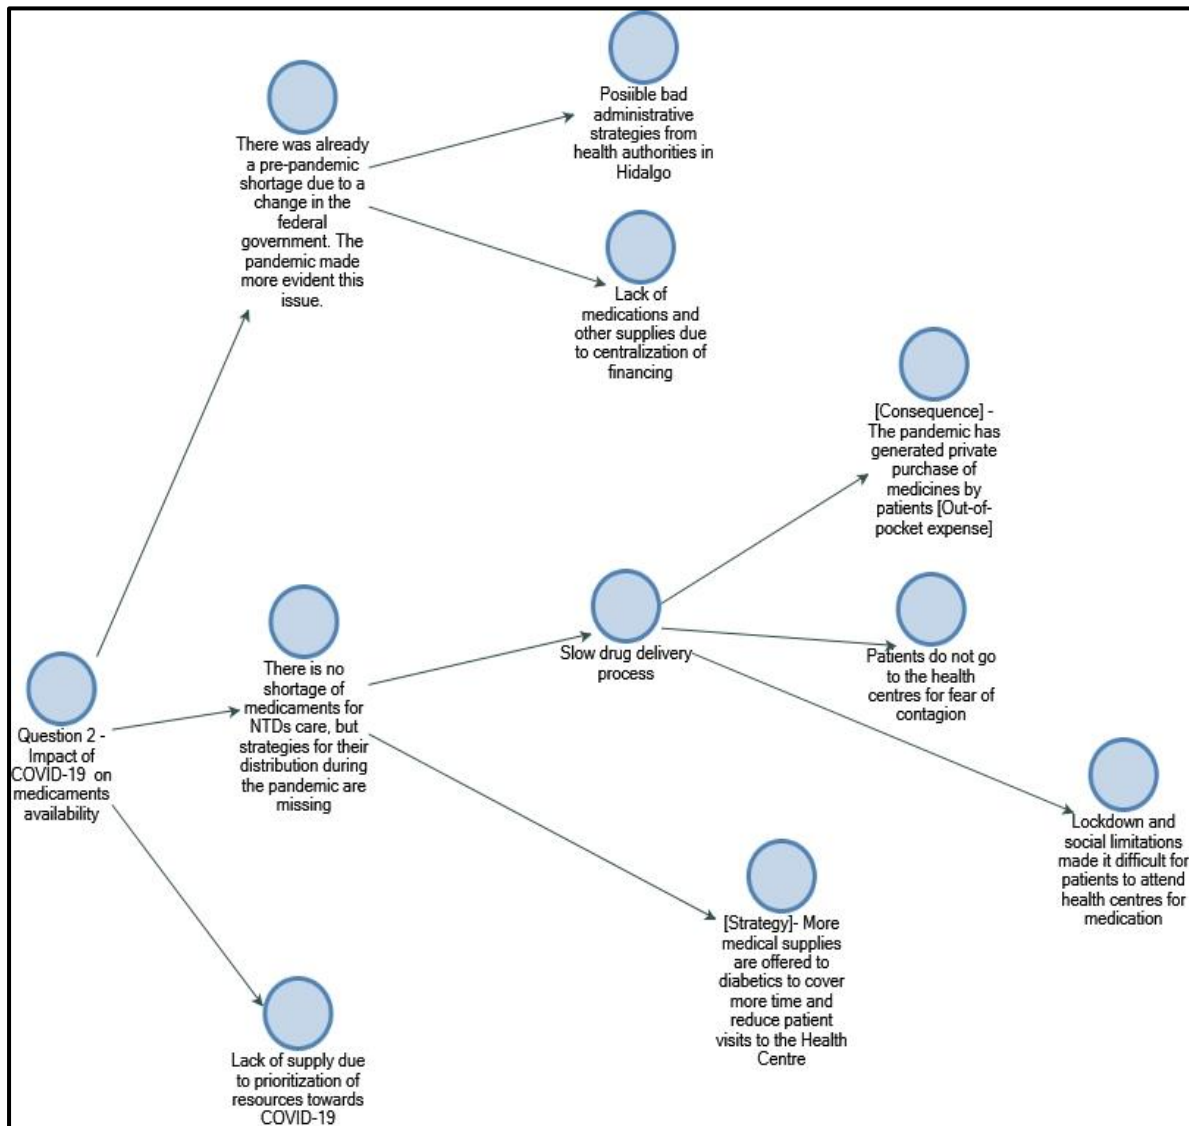 Posiible bad
administrative
strategies from
health authorities in
Hidalgo
There was already
a pre-pandemic
shortage due to a
change in the
federal
government. The
pandemic made
more evident this
issue.
Lack of
medications and
other supplies due
to centralization of
financing
[Consequence] -
The pandemic has
generated private
purchase of
medicines by
patients [Out-of-
pocket expense]
Slow drug delivery
process
Patients do not go
to the health
centres for fear of
contagion
There is no
shortage of
medicaments for
NTDs care, but
strategies for their
distribution during
the pandemic are
missing
Question 2 -
Impact of
COVID-19 on
medicaments
availability
Lockdown and
social limitations
made it difficult for
patients to attend
health centres for
medication
[Strategy]- More
medical supplies
are offered to
diabetics to cover
more time and
reduce patient
visits to the Health
Centre
Lack of supply due
to prioritization of
resources towards
COVID-19